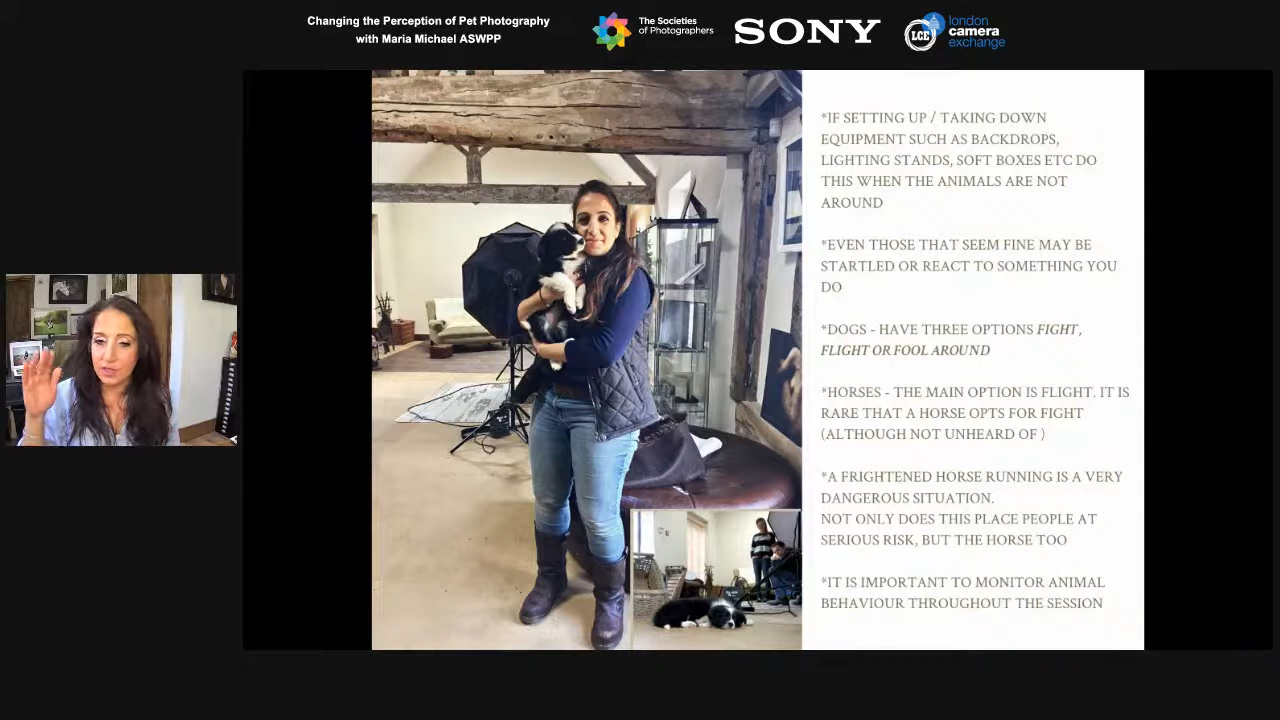 Changing the Perception of Pet Photography
with Maria Michael ASWPP
The Societies
of Photographers
SONY
LCE
london
camera
exchange
*IF SETTING UP / TAKING DOWN
EQUIPMENT SUCH AS BACKDROPS,
LIGHTING STANDS, SOFT BOXES ETC DO
THIS WHEN THE ANIMALS ARE NOT
AROUND
*EVEN THOSE THAT SEEM FINE MAY BE
STARTLED OR REACT TO SOMETHING YOU
DO
*DOGS - HAVE THREE OPTIONS FIGHT,
FLIGHT OR FOOL AROUND
*HORSES - THE MAIN OPTION IS FLIGHT. IT IS
RARE THAT A HORSE OPTS FOR FIGHT
(ALTHOUGH NOT UNHEARD OF )
*A FRIGHTENED HORSE RUNNING IS A VERY
DANGEROUS SITUATION.
NOT ONLY DOES THIS PLACE PEOPLE AT
SERIOUS RISK, BUT THE HORSE TOO
*IT IS IMPORTANT TO MONITOR ANIMAL
BEHAVIOUR THROUGHOUT THE SESSION